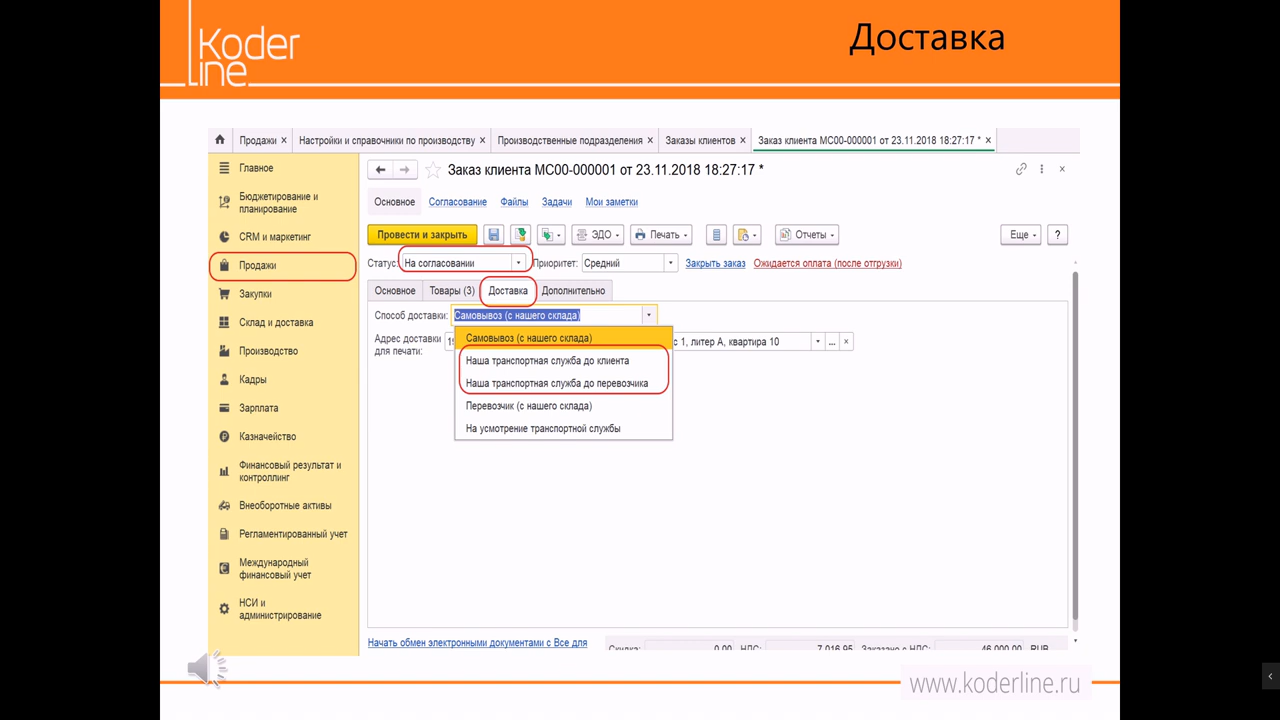 Koder
line
Доставка
Продажи ×
Настройки и справочники по производству ×
Производственные подразделения ×
Заказы клиентов ×
Заказ клиента МС00-000001 от 23.11.2018 18:27:17 * ×
Главное
Бюджетирование и
планирование
CRM и маркетинг
Продажи
Закупки
Склад и доставка
Производство
Кадры
Зарплата
Казначейство
Финансовый результат и
контроллинг
Внеоборотные активы
Регламентированный учет
Международный
финансовый учет
НСИ и
администрирование
Заказ клиента МС00-000001 от 23.11.2018 18:27:17 *
Основное Согласование Файлы Задачи Мои заметки
Провести и закрыть ЭДО Печать Отчеты Еще ?
Статус: На согласовании Приоритет: Средний Закрыть заказ Ожидается оплата (после отгрузки)
Основное Товары (3) Доставка Дополнительно
Способ доставки: Самовывоз (с нашего склада)
Адрес доставки
для печати:
с 1, литер А, квартира 10 ... ×
Самовывоз (с нашего склада)
Наша транспортная служба до клиента
Наша транспортная служба до перевозчика
Перевозчик (с нашего склада)
На усмотрение транспортной службы
Начать обмен электронными документами с Все для
Скидка: 0,00 НДС: 7 016,95 Заказано с НДС: 46 000,00 RUB
www.koderline.ru